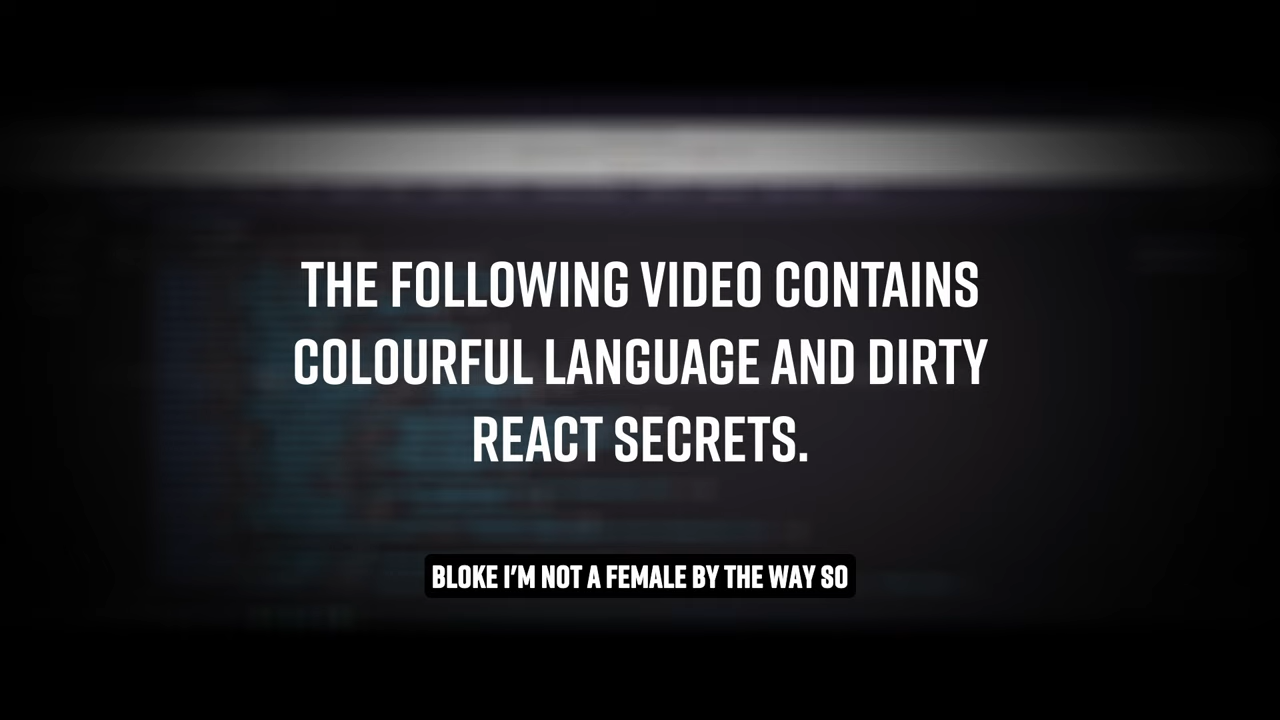 THE FOLLOWING VIDEO CONTAINS
COLOURFUL LANGUAGE AND DIRTY
REACT SECRETS.
BLOKE I'M NOT A FEMALE BY THE WAY SO